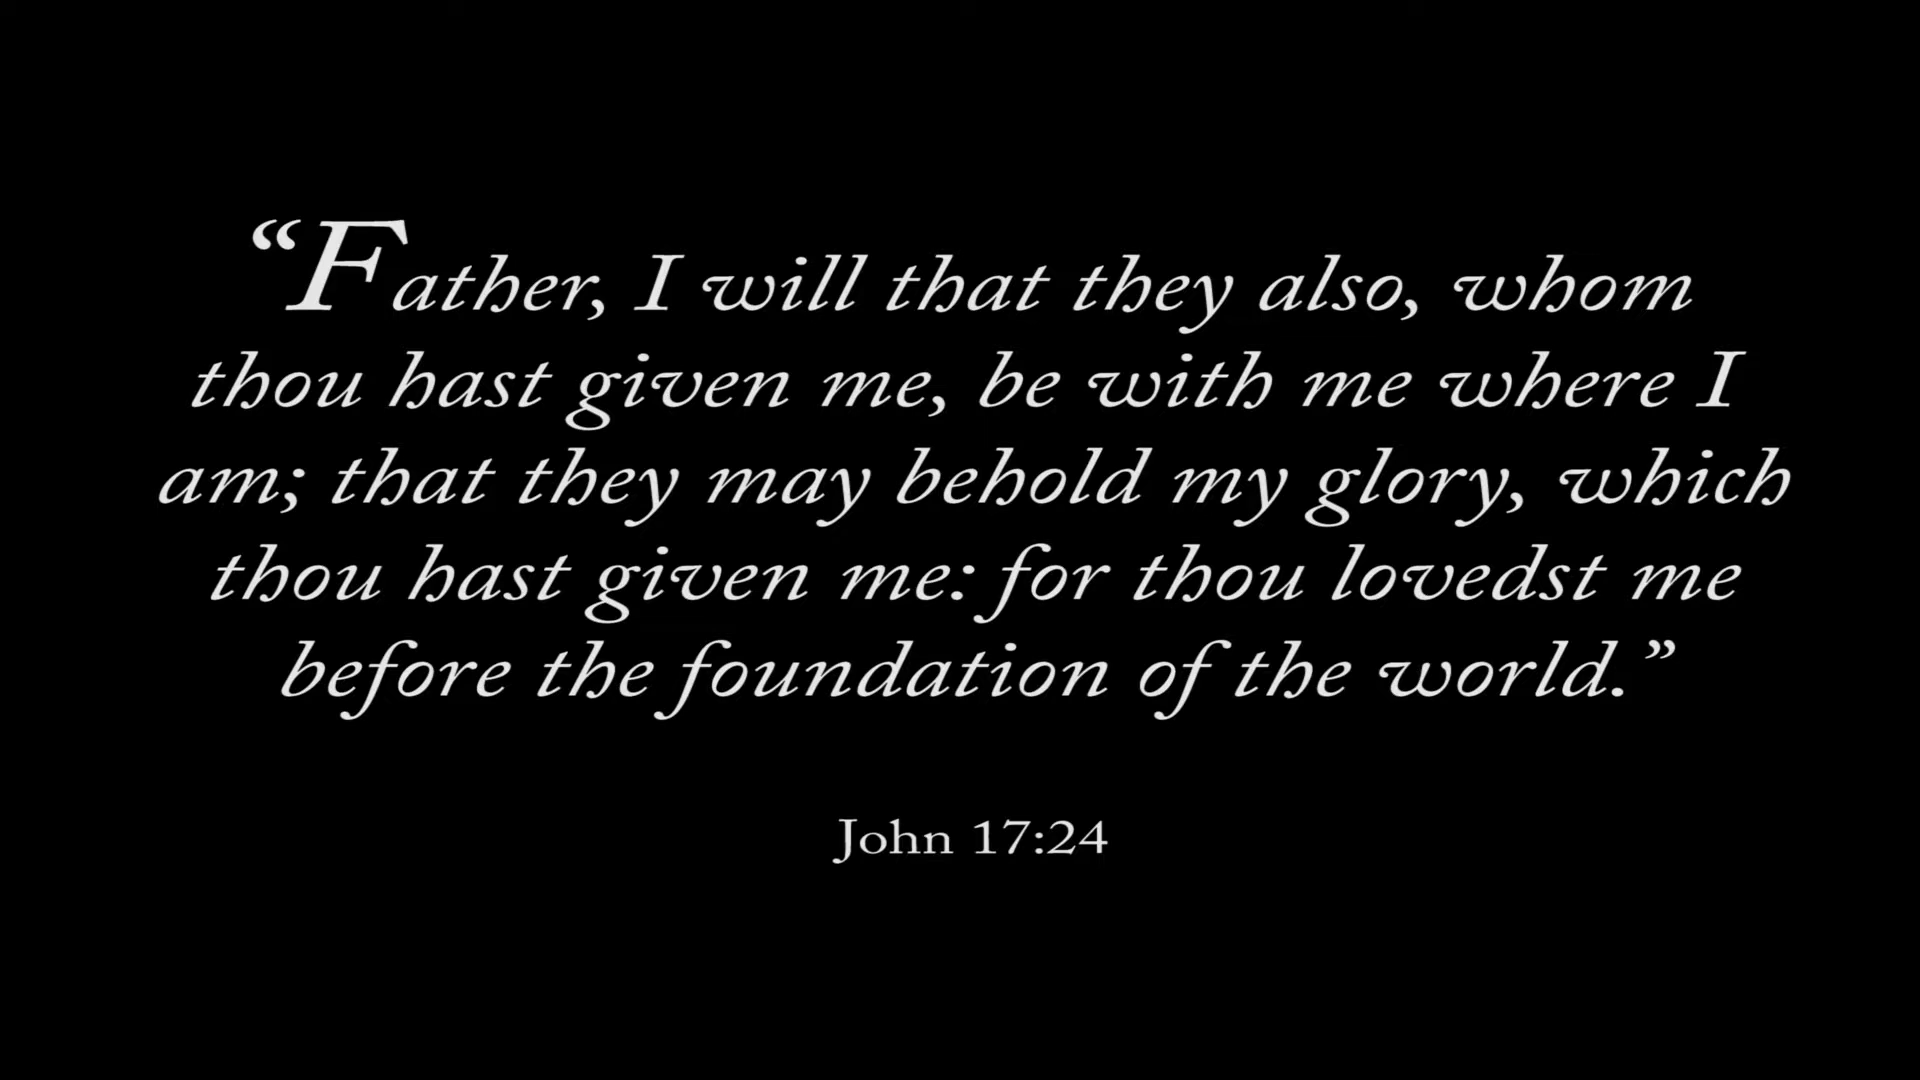 “Father, I will that they also, whom
thou hast given me, be with me where I
am; that they may behold my glory, which
thou hast given me: for thou lovedst me
before the foundation of the world.”
John 17:24